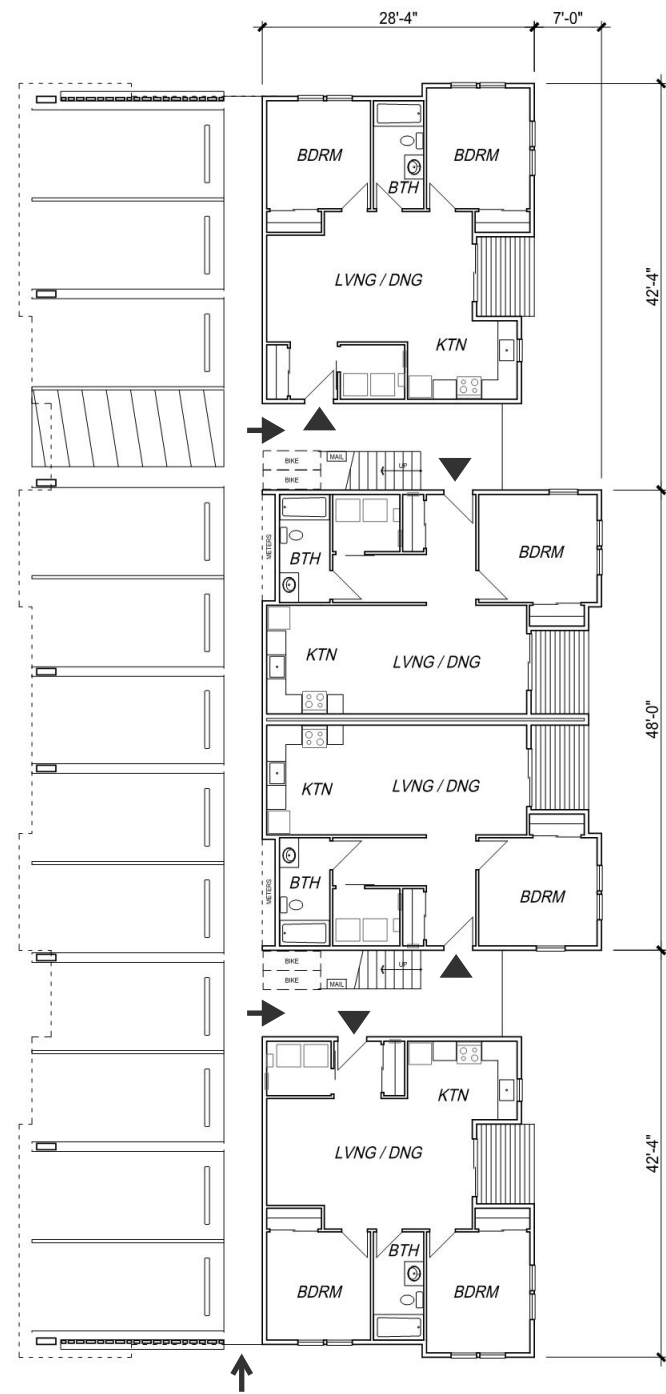 28'-4" 7'-0"
BDRM
BTH
BDRM
42'-4"
LVNG / DNG
KTN
BIKE
MAIL
UP
BIKE
METERS
BTH
BDRM
KTN
LVNG / DNG
48'-0"
KTN
LVNG / DNG
METERS
BTH
BDRM
BIKE
UP
BIKE
MAIL
KTN
LVNG / DNG
42'-4"
BTH
BDRM
BDRM